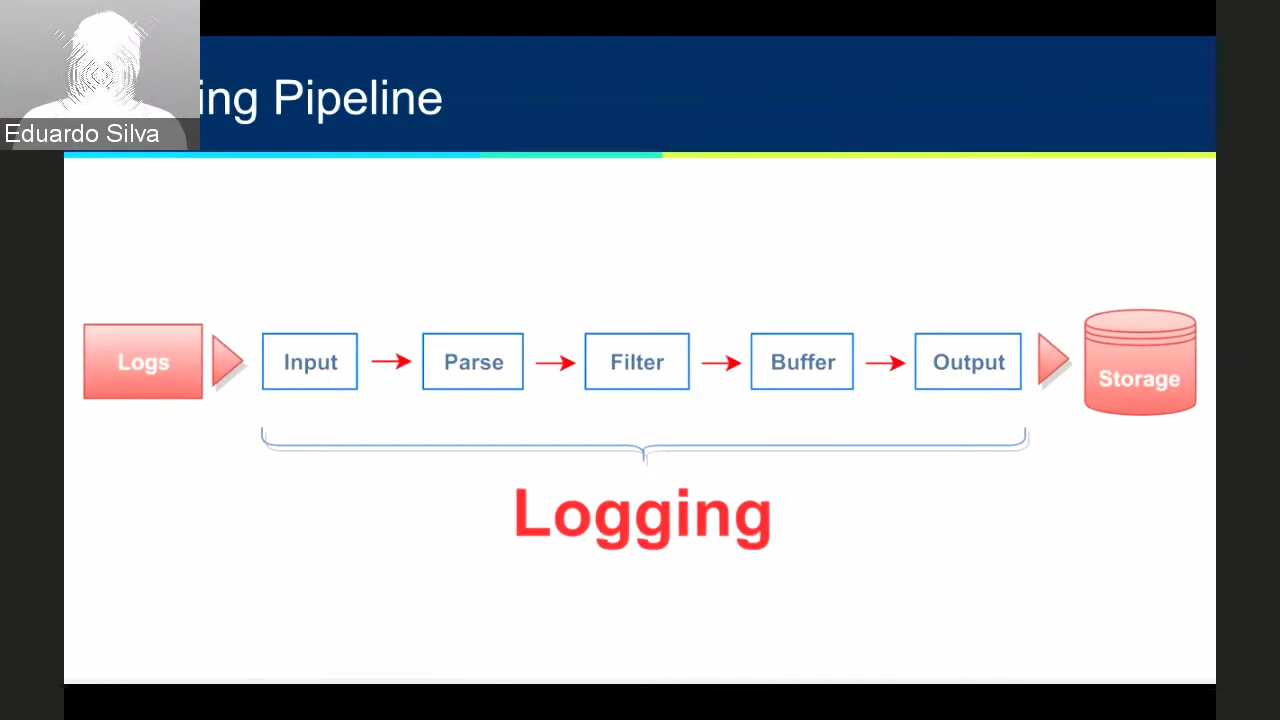 Eduardo Silva
ing Pipeline
Logs
Input
Parse
Filter
Buffer
Output
Storage
Logging